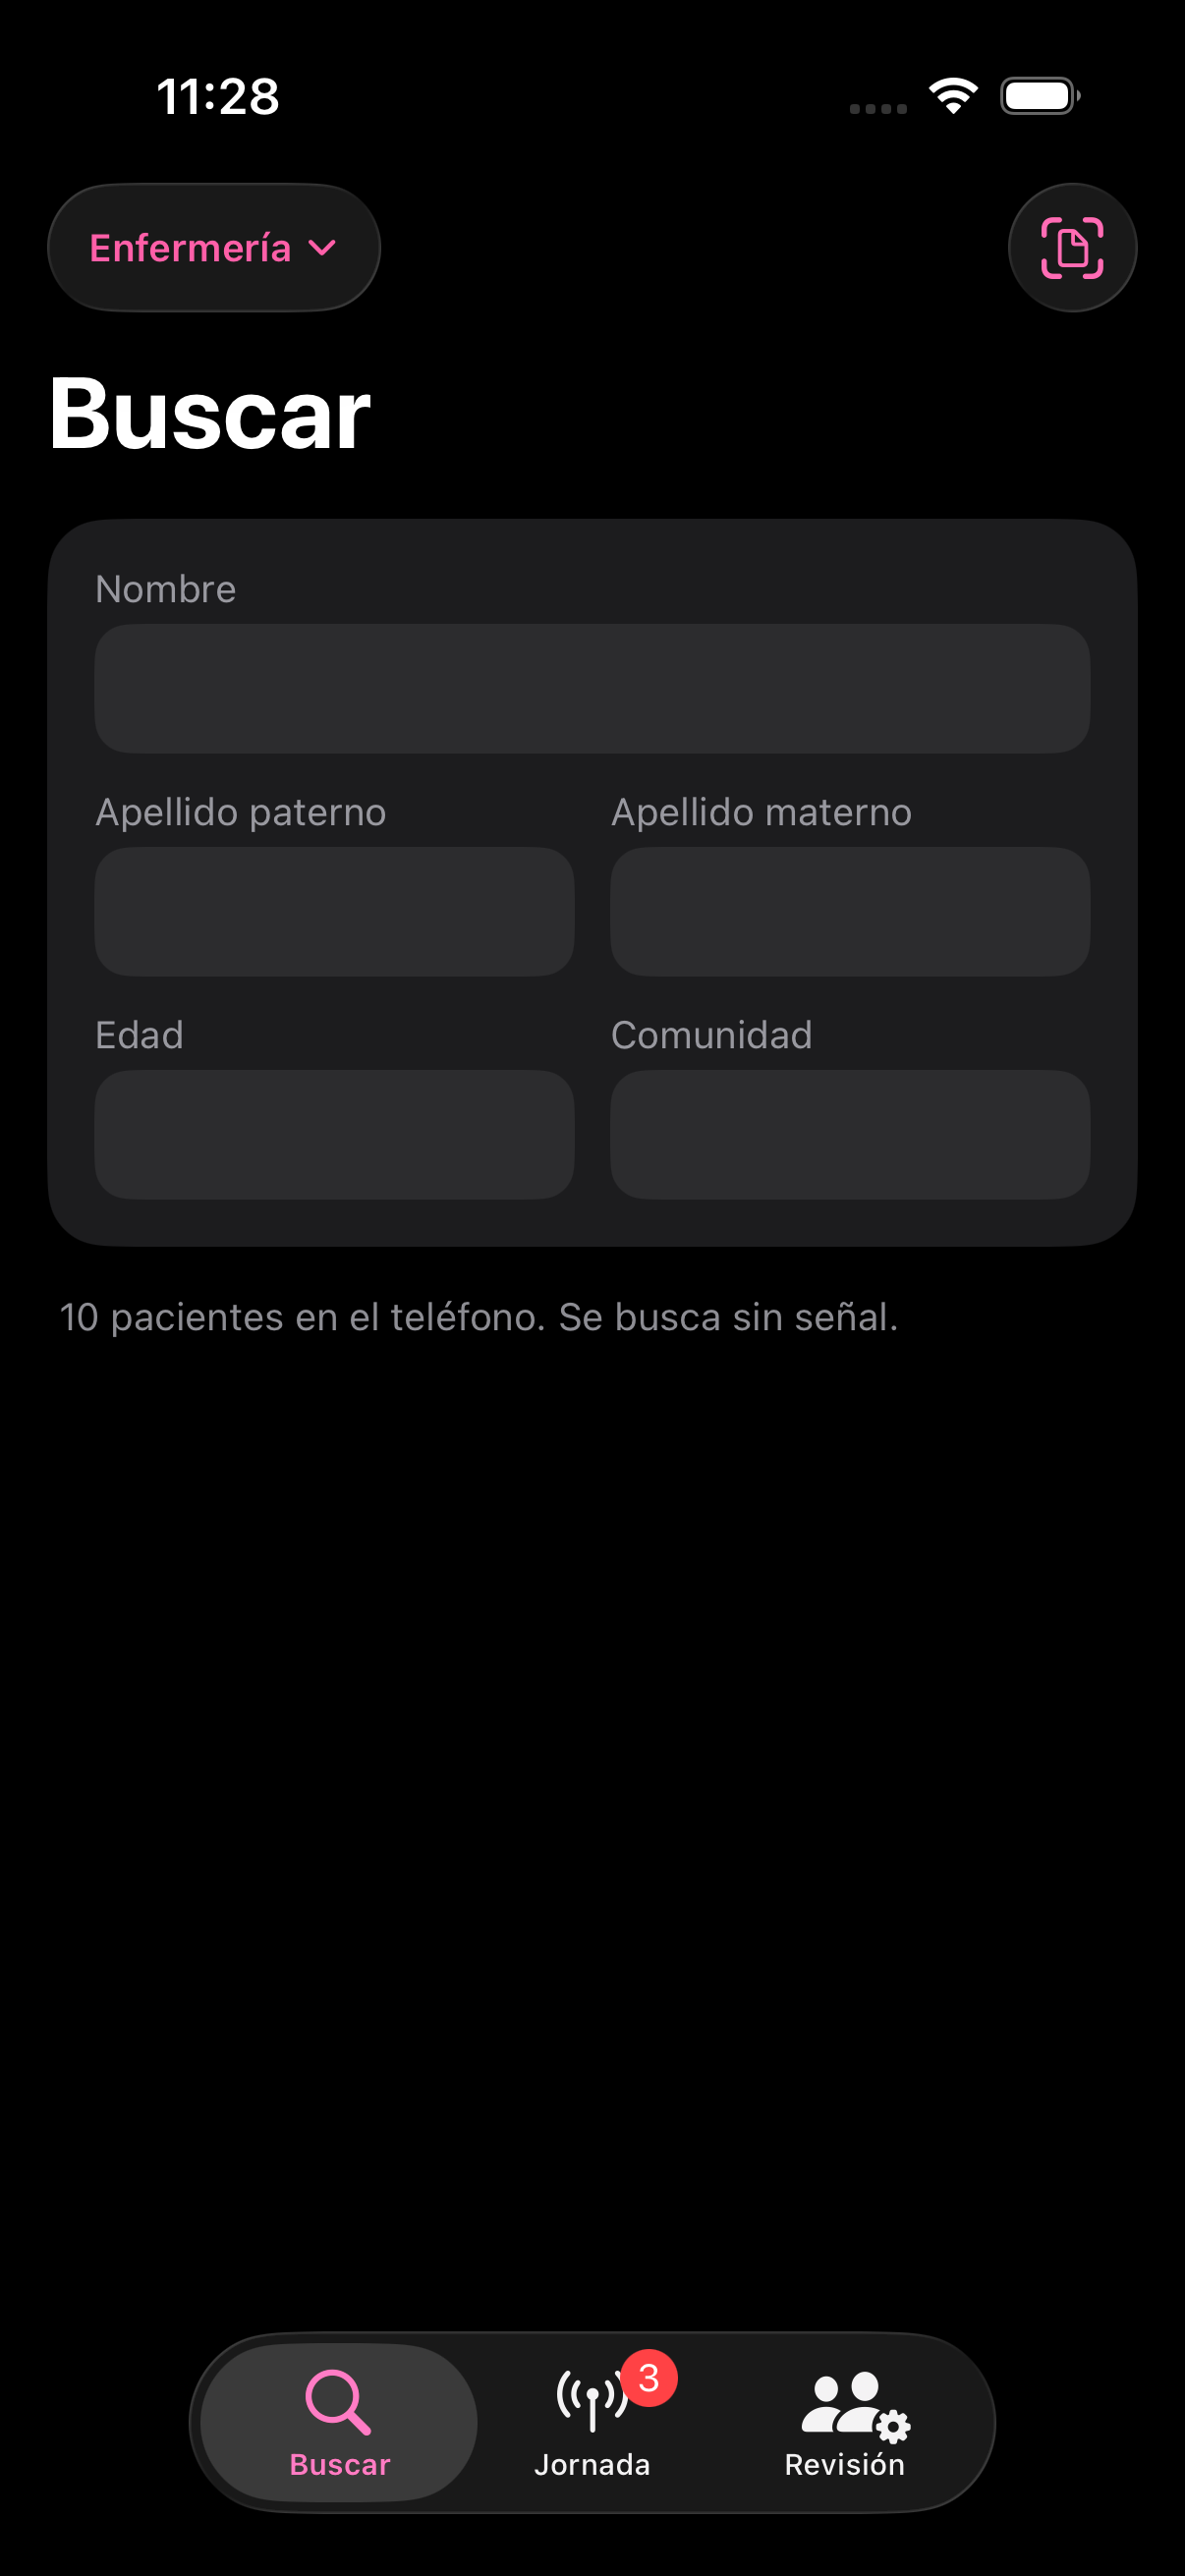 11:28
Enfermería
Buscar
Nombre
Apellido paterno Apellido materno
Edad Comunidad
10 pacientes en el teléfono. Se busca sin señal.
3
Buscar Jornada Revisión